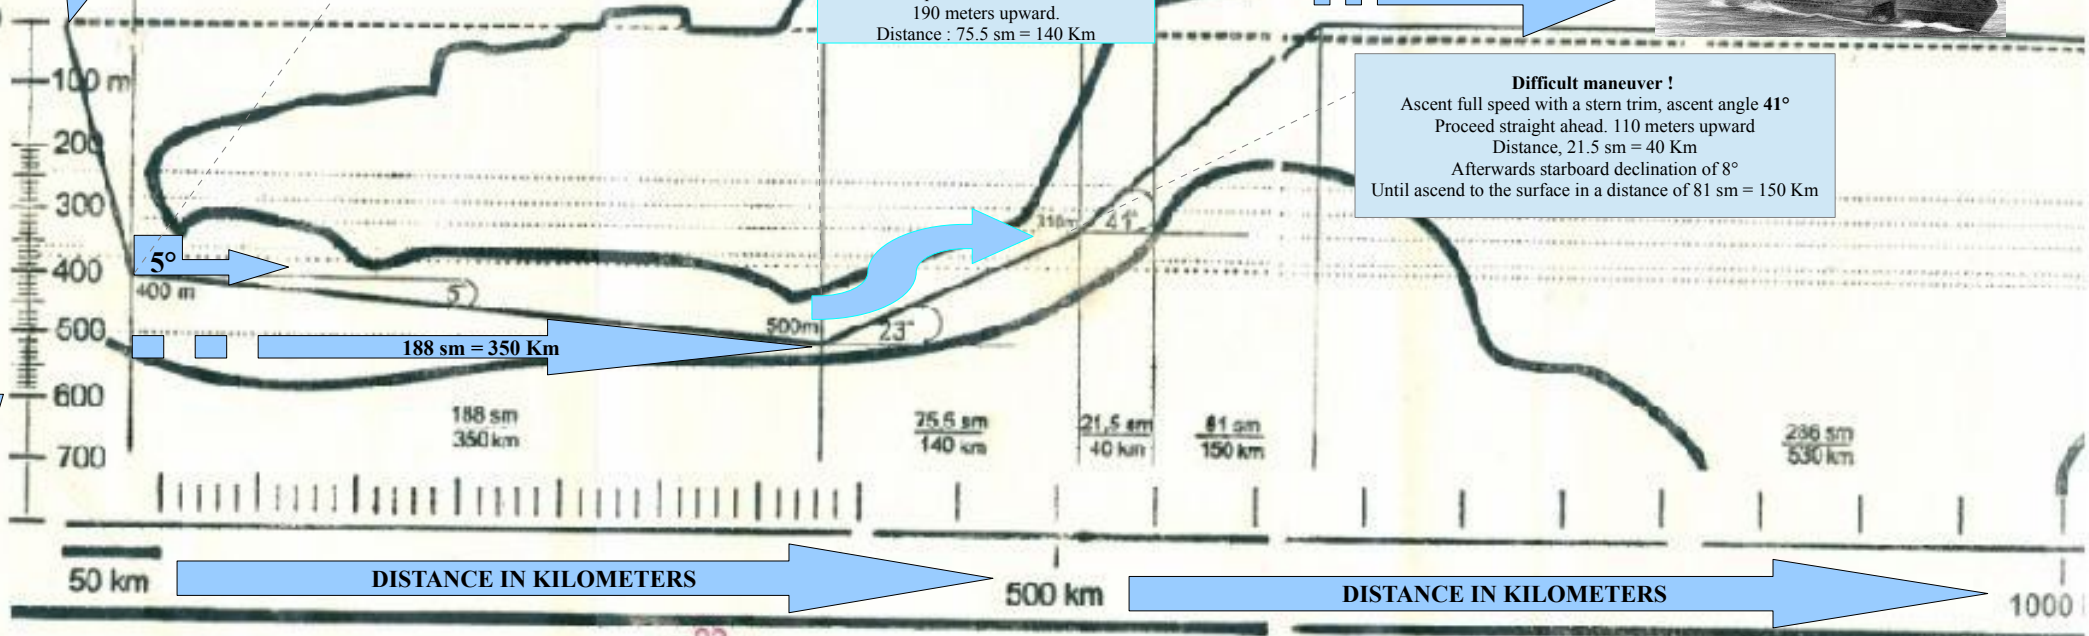 190 meters upward.
Distance : 75.5 sm = 140 Km
100 m
Difficult maneuver !
Ascent full speed with a stern trim, ascent angle 41°
Proceed straight ahead. 110 meters upward
Distance, 21.5 sm = 40 Km
Afterwards starboard declination of 8°
Until ascend to the surface in a distance of 81 sm = 150 Km
200
300
310m
41°
5°
400
400 m
5°
500
500m
23°
188 sm = 350 Km
600
188 sm
350 km
25.5 sm
140 km
21,5 sm
40 km
81 sm
150 km
286 sm
530 km
700
50 km
DISTANCE IN KILOMETERS
500 km
DISTANCE IN KILOMETERS
1000